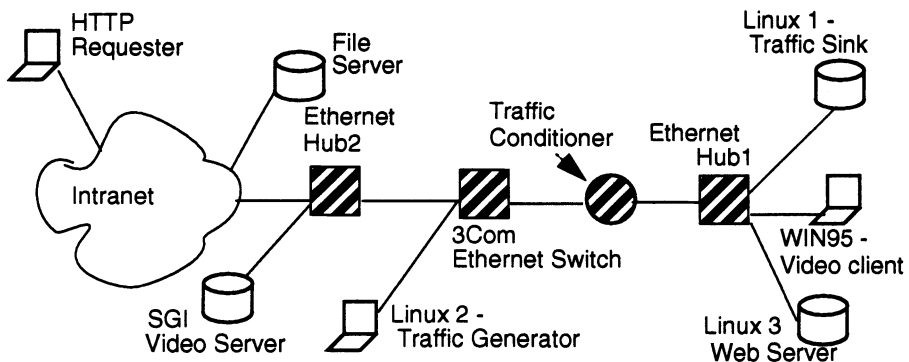 HTTP
Requester
File
Server
Linux 1 -
Traffic Sink
Ethernet
Hub2
Traffic
Conditioner
Ethernet
Hub1
Intranet
3Com
Ethernet Switch
WIN95 -
Video client
SGI
Video Server
Linux 2 -
Traffic Generator
Linux 3
Web Server